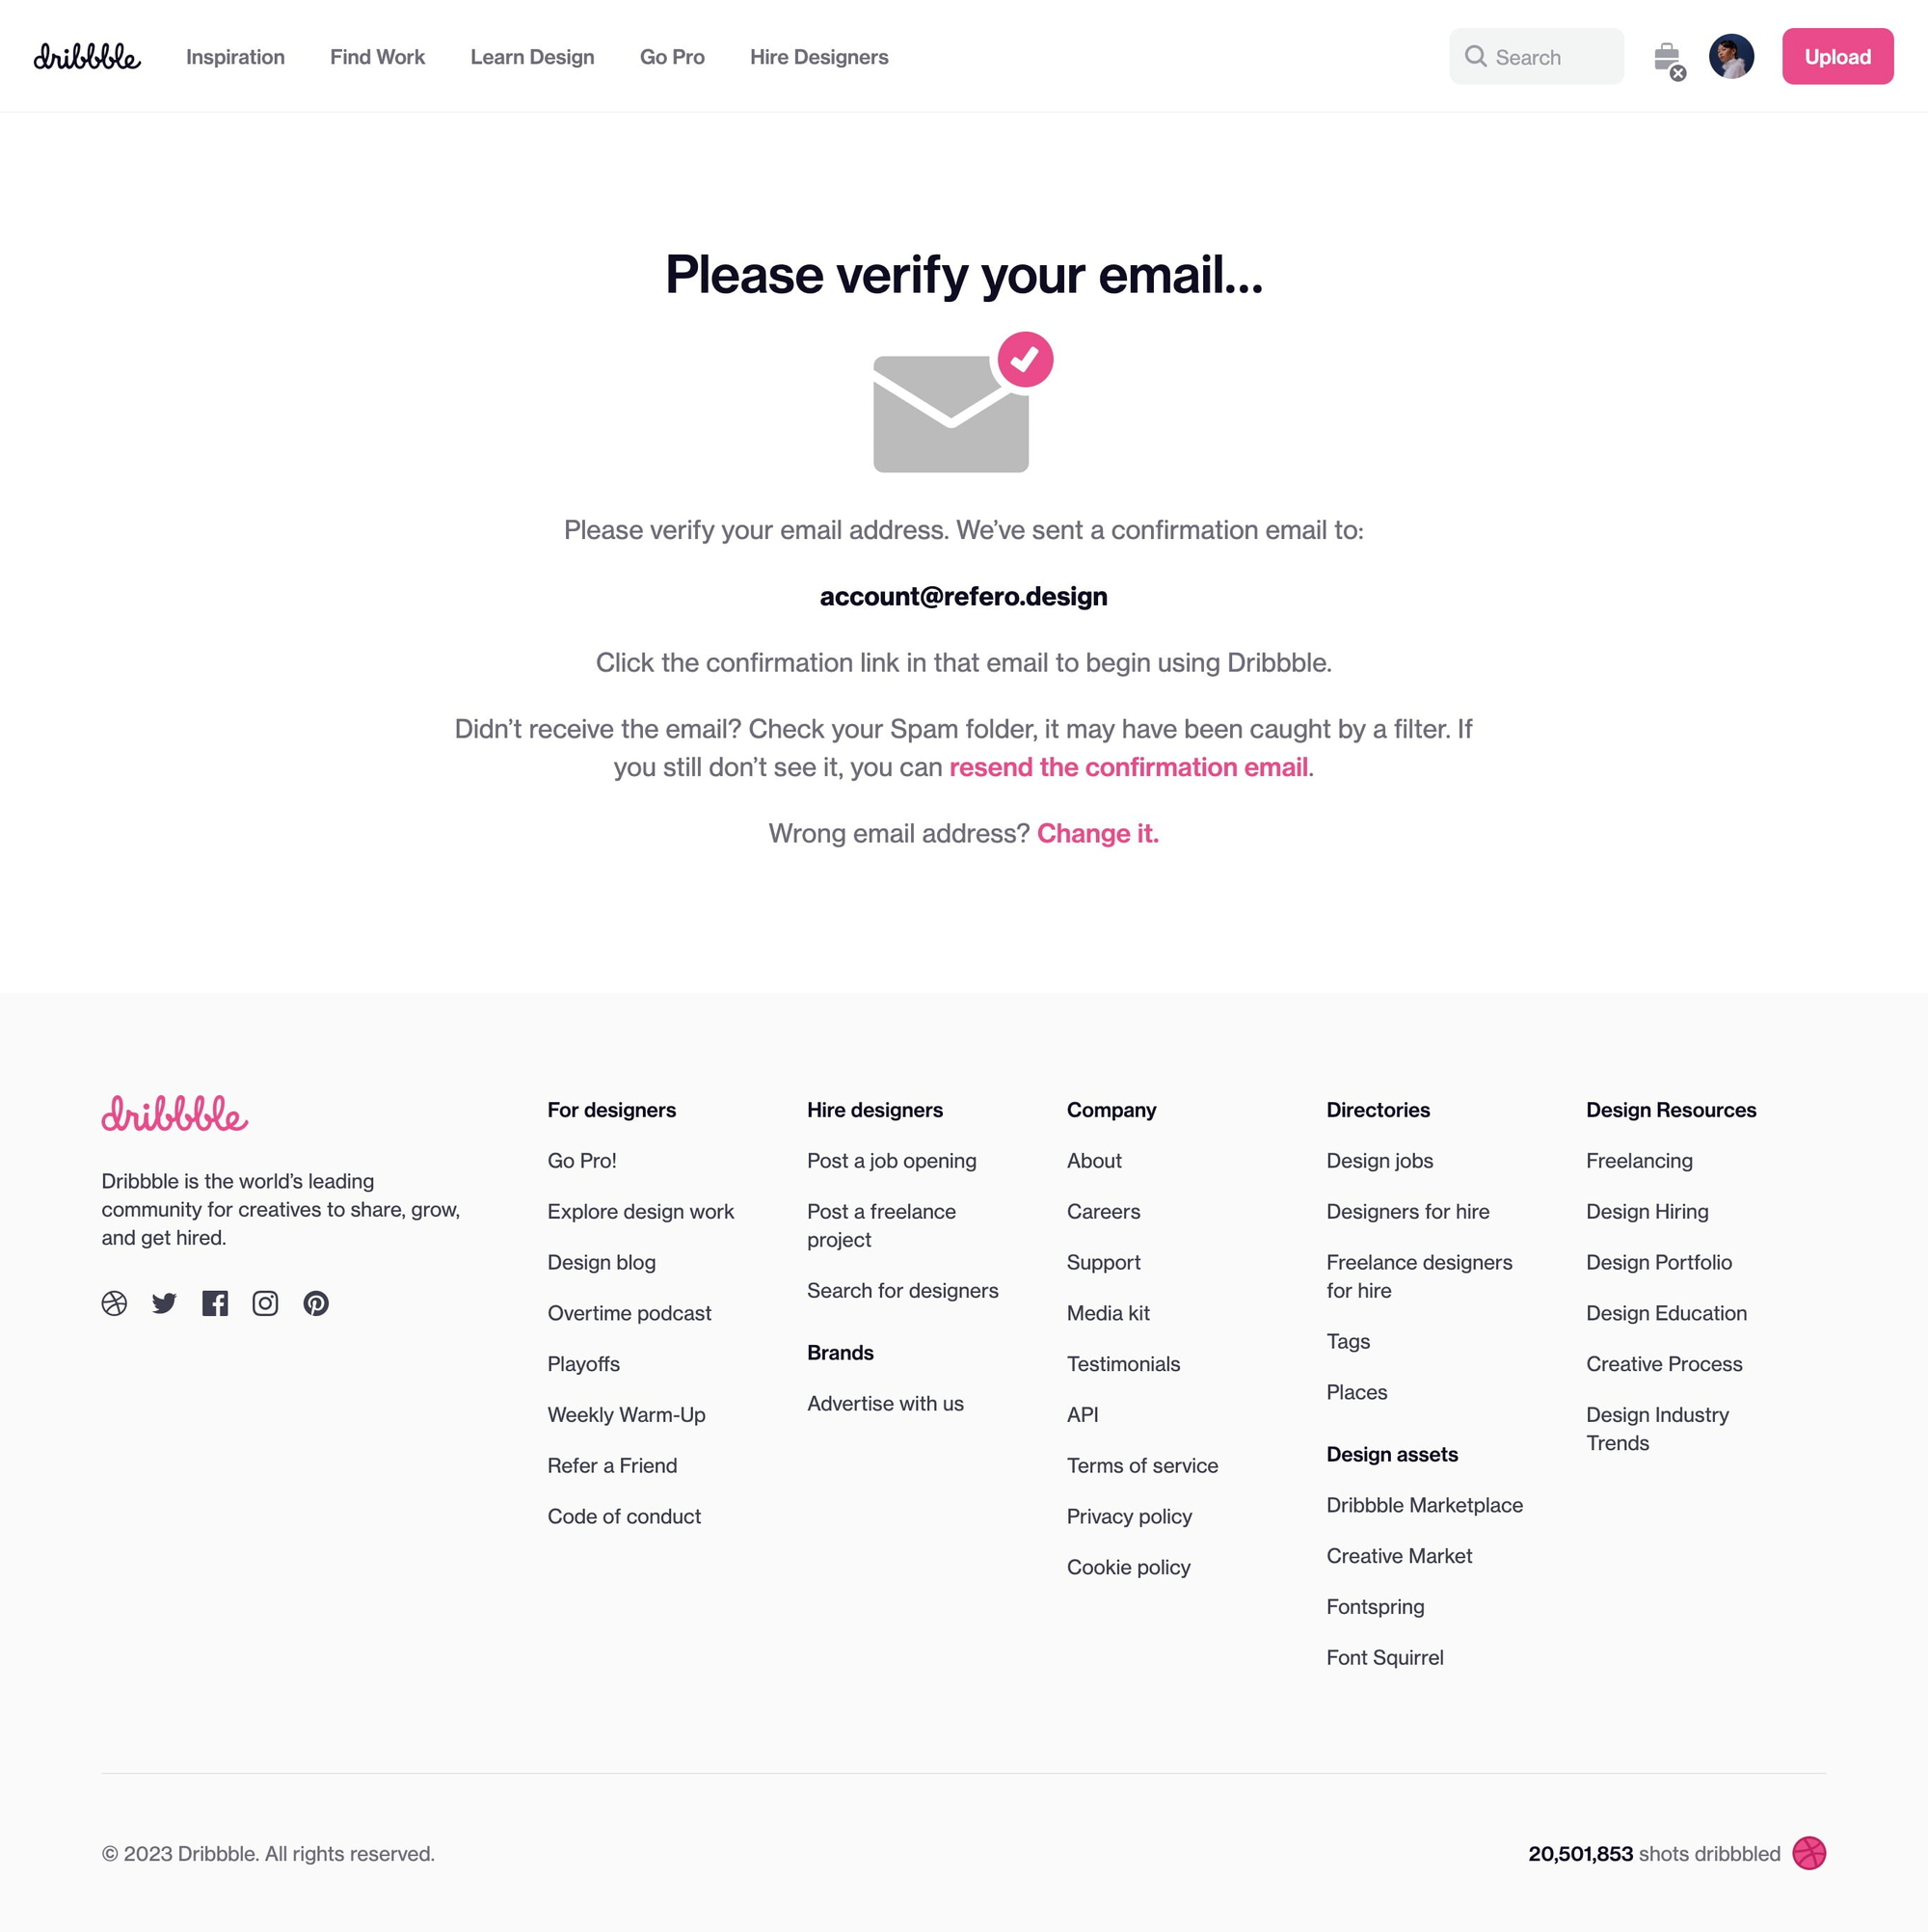 dribbble
Inspiration
Find Work
Learn Design
Go Pro
Hire Designers
Search
Upload
Please verify your email...
Please verify your email address. We’ve sent a confirmation email to:
account@refero.design
Click the confirmation link in that email to begin using Dribbble.
Didn’t receive the email? Check your Spam folder, it may have been caught by a filter. If
you still don’t see it, you can resend the confirmation email.
Wrong email address? Change it.
dribbble
Dribbble is the world’s leading
community for creatives to share, grow,
and get hired.
For designers
Go Pro!
Explore design work
Design blog
Overtime podcast
Playoffs
Weekly Warm-Up
Refer a Friend
Code of conduct
Hire designers
Post a job opening
Post a freelance
project
Search for designers
Brands
Advertise with us
Company
About
Careers
Support
Media kit
Testimonials
API
Terms of service
Privacy policy
Cookie policy
Directories
Design jobs
Designers for hire
Freelance designers
for hire
Tags
Places
Design assets
Dribbble Marketplace
Creative Market
Fontspring
Font Squirrel
Design Resources
Freelancing
Design Hiring
Design Portfolio
Design Education
Creative Process
Design Industry
Trends
© 2023 Dribbble. All rights reserved.
20,501,853 shots dribbbled